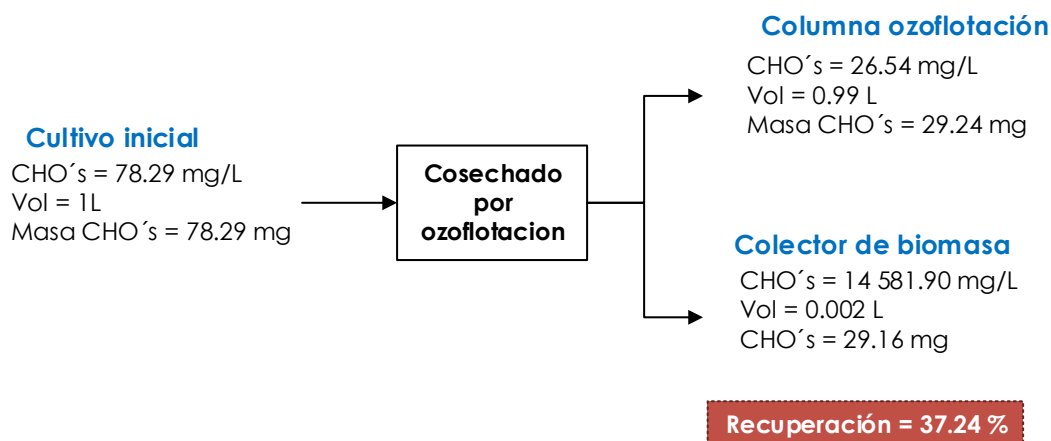 Columna ozoflotación
CHO´s = 26.54 mg/L
Vol = 0.99 L
Masa CHO´s = 29.24 mg
Cultivo inicial
CHO´s = 78.29 mg/L
Vol = 1L
Masa CHO´s = 78.29 mg
Cosechado
por
ozoflotacion
Colector de biomasa
CHO´s = 14 581.90 mg/L
Vol = 0.002 L
CHO´s = 29.16 mg
Recuperación = 37.24 %